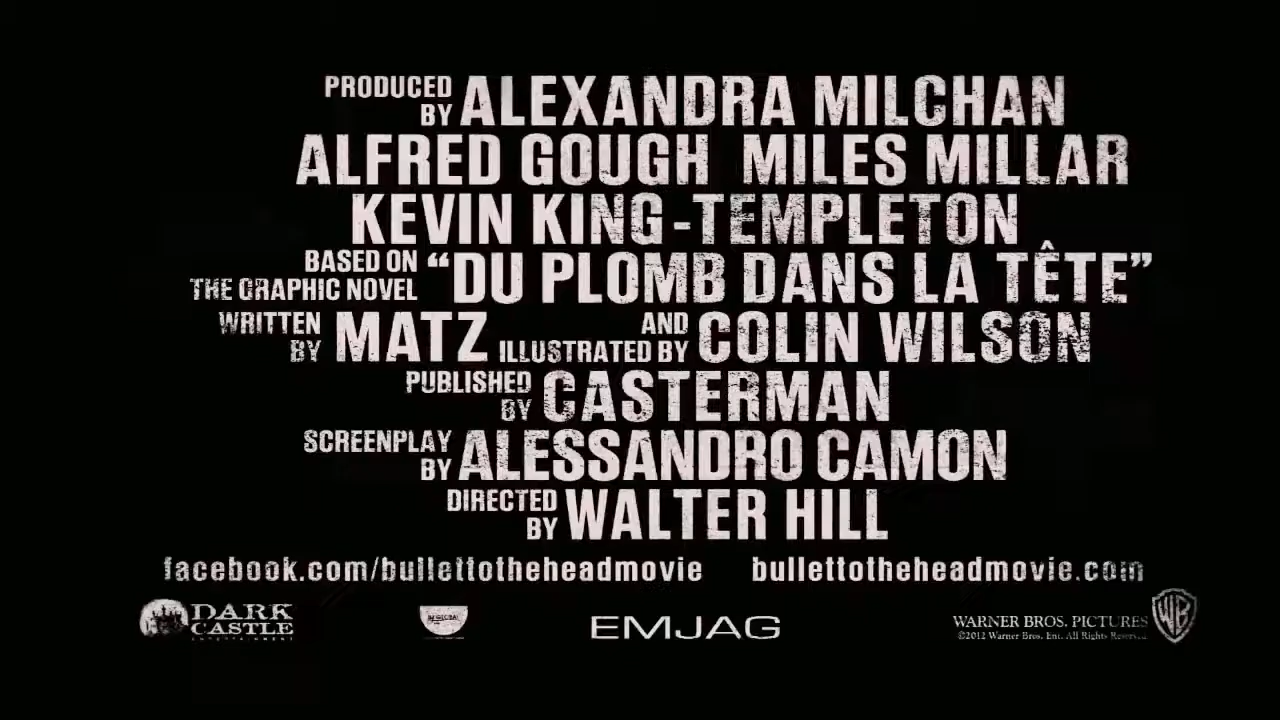 PRODUCED BY ALEXANDRA MILCHAN
ALFRED GOUGH MILES MILLAR
KEVIN KING-TEMPLETON
BASED ON THE GRAPHIC NOVEL “DU PLOMB DANS LA TÊTE”
WRITTEN BY MATZ AND ILLUSTRATED BY COLIN WILSON
PUBLISHED BY CASTERMAN
SCREENPLAY BY ALESSANDRO CAMON
DIRECTED BY WALTER HILL
facebook.com/bullettotheheadmovie bullettotheheadmovie.com
DARK CASTLE ENTERTAINMENT
EMJAG
WARNER BROS. PICTURES WB
©2012 Warner Bros. Ent. All Rights Reserved